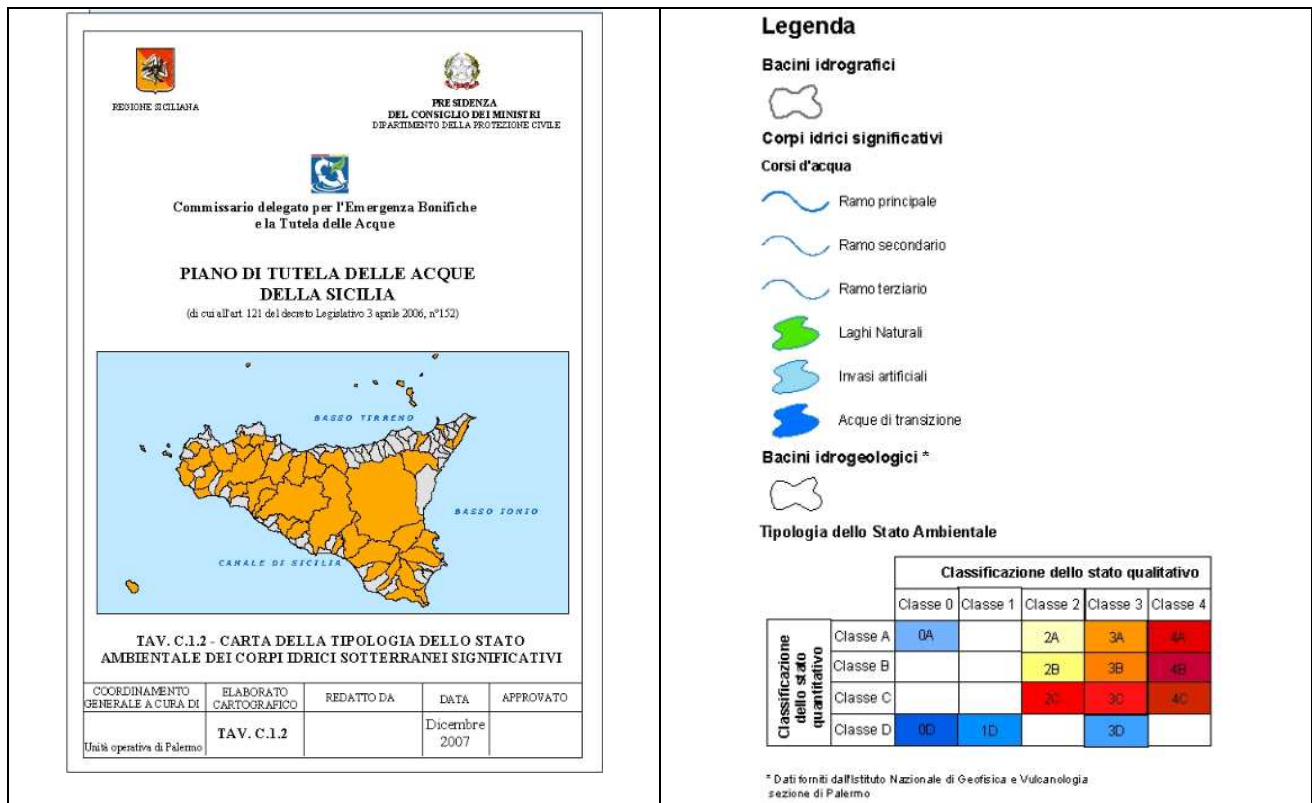 REGIONE SICILIANA
PRESIDENZA
DEL CONSIGLIO DEI MINISTRI
DIPARTIMENTO DELLA PROTEZIONE CIVILE
Commissario delegato per l'Emergenza Bonifiche
e la Tutela delle Acque
PIANO DI TUTELA DELLE ACQUE
DELLA SICILIA
(di cui all'art. 121 del decreto Legislativo 3 aprile 2006, n°152)
BASSO TIRRENO
BASSO IONIO
CANALE DI SICILIA
TAV. C.1.2 - CARTA DELLA TIPOLOGIA DELLO STATO
AMBIENTALE DEI CORPI IDRICI SOTTERRANEI SIGNIFICATIVI
COORDINAMENTO GENERALE A CURA DI
ELABORATO CARTOGRAFICO
REDATTO DA
DATA
APPROVATO
Unità operativa di Palermo
TAV. C.1.2
Dicembre 2007
Legenda
Bacini idrografici
Corpi idrici significativi
Corsi d'acqua
Ramo principale
Ramo secondario
Ramo terziario
Laghi Naturali
Invasi artificiali
Acque di transizione
Bacini idrogeologici *
Tipologia dello Stato Ambientale
Classificazione dello stato qualitativo
Classe 0 Classe 1 Classe 2 Classe 3 Classe 4
Classificazione dello stato quantitativo
Classe A 0A 2A 3A 4A
Classe B 2B 3B 4B
Classe C 2C 3C 4C
Classe D 0D 1D 3D
* Dati forniti dall'Istituto Nazionale di Geofisica e Vulcanologia
sezione di Palermo